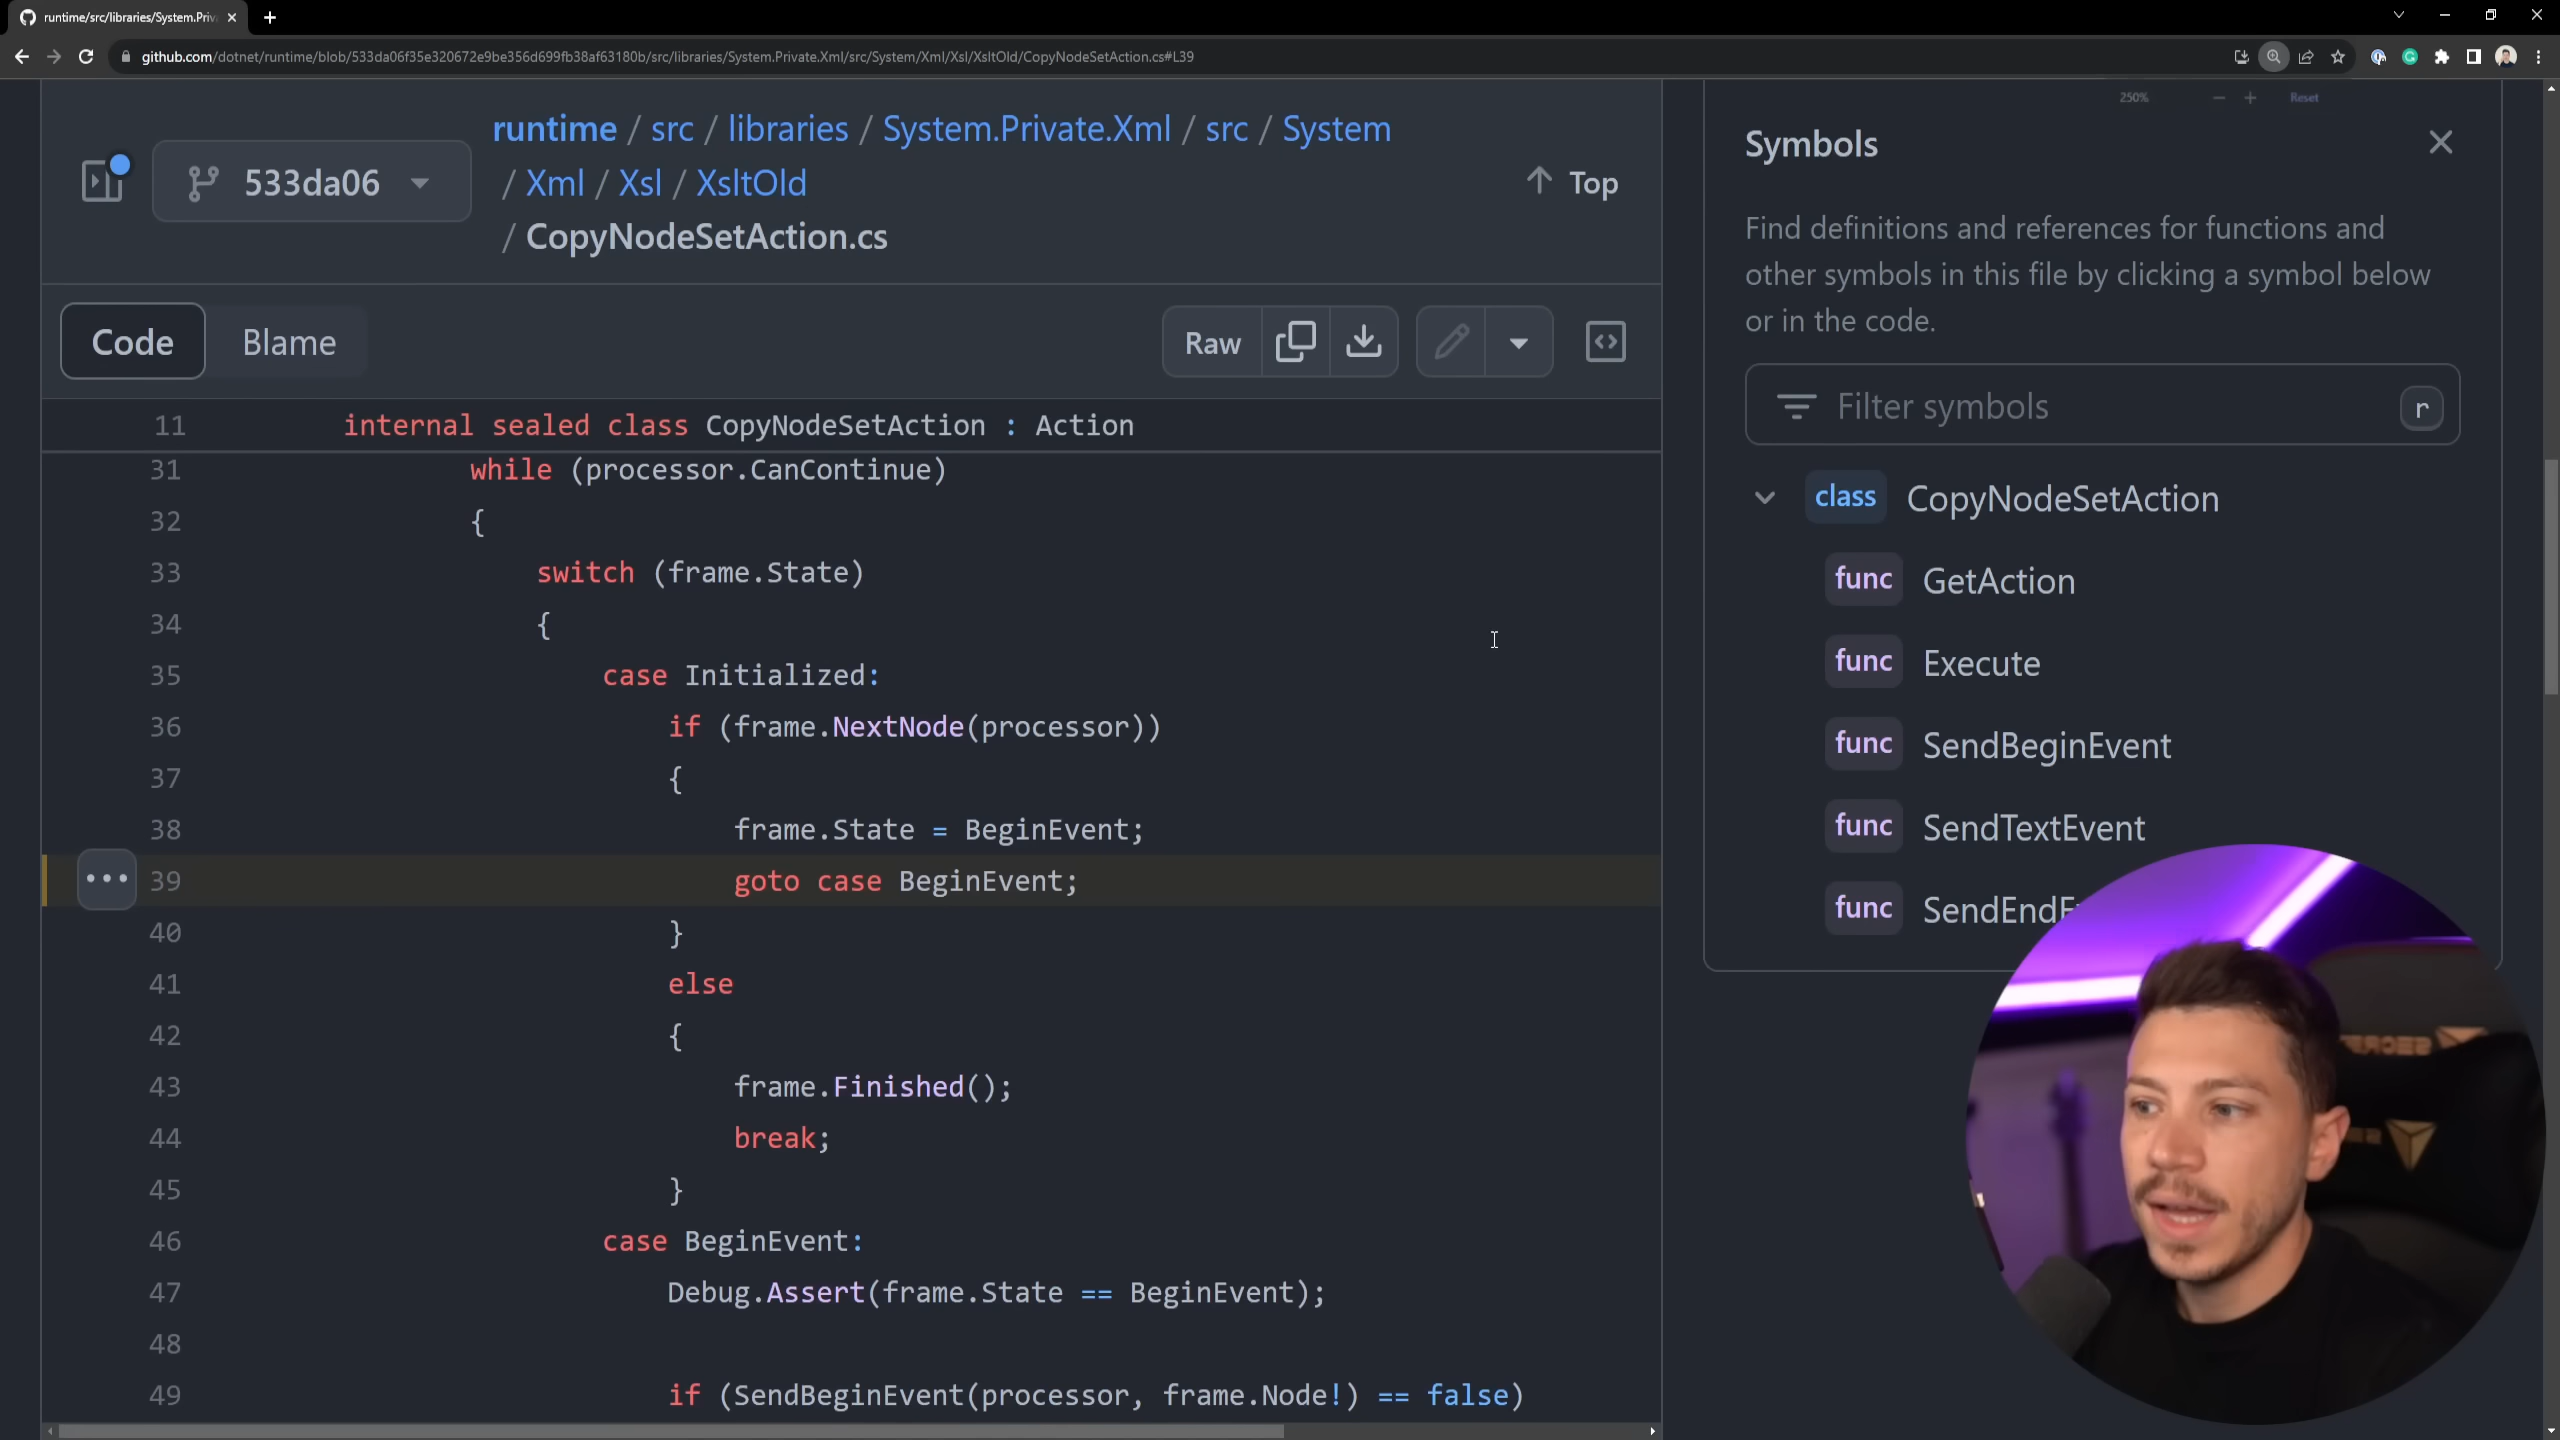 runtime/src/libraries/System.Priv
github.com/dotnet/runtime/blob/533da06f35e320672e9be356d699fb38af63180b/src/libraries/System.Private.Xml/src/System/Xml/Xsl/XsltOld/CopyNodeSetAction.cs#L39
250%
Reset
533da06
runtime / src / libraries / System.Private.Xml / src / System
/ Xml / Xsl / XsltOld
/ CopyNodeSetAction.cs
Top
Code
Blame
Raw
11 internal sealed class CopyNodeSetAction : Action
31 while (processor.CanContinue)
32 {
33 switch (frame.State)
34 {
35 case Initialized:
36 if (frame.NextNode(processor))
37 {
38 frame.State = BeginEvent;
39 goto case BeginEvent;
40 }
41 else
42 {
43 frame.Finished();
44 break;
45 }
46 case BeginEvent:
47 Debug.Assert(frame.State == BeginEvent);
48
49 if (SendBeginEvent(processor, frame.Node!) == false)
Symbols
Find definitions and references for functions and
other symbols in this file by clicking a symbol below
or in the code.
Filter symbols
r
class CopyNodeSetAction
func GetAction
func Execute
func SendBeginEvent
func SendTextEvent
func